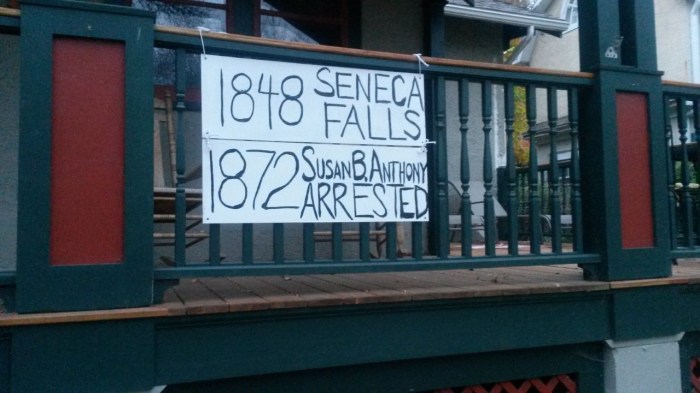 1848 SENECA
FALLS
1872 SUSAN B. ANTHONY
ARRESTED